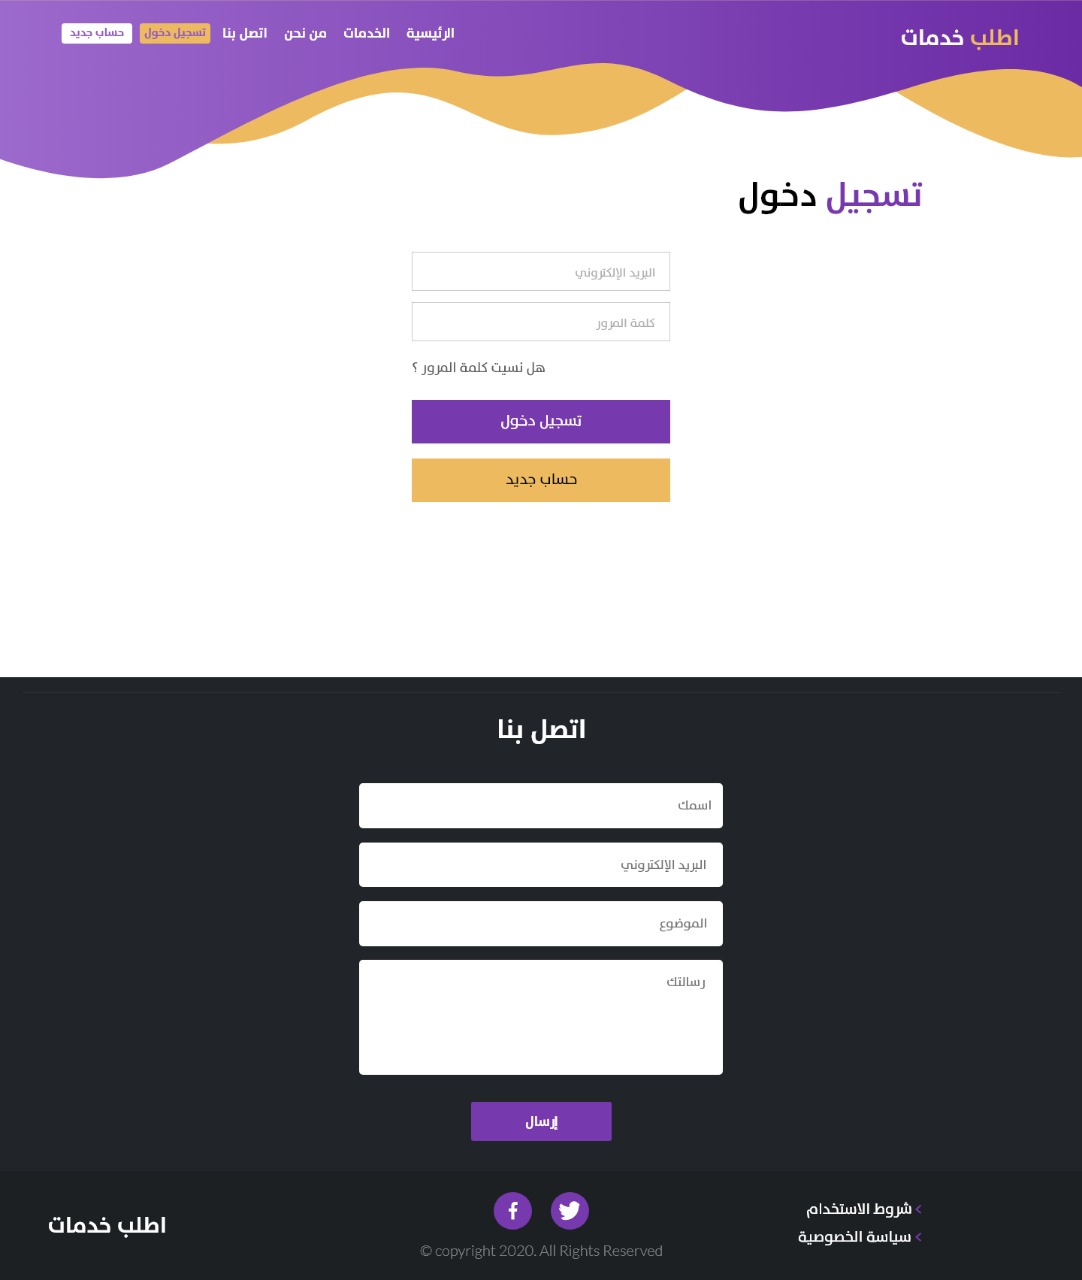 اطلب خدمات
الرئيسية الخدمات من نحن اتصل بنا تسجيل دخول حساب جديد
تسجيل دخول
البريد الإلكتروني
كلمة المرور
هل نسيت كلمة المرور ؟
تسجيل دخول
حساب جديد
اتصل بنا
اسمك
البريد الإلكتروني
الموضوع
رسالتك
إرسال
شروط الاستخدام
سياسة الخصوصية
© copyright 2020. All Rights Reserved
اطلب خدمات